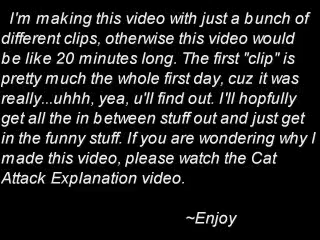 I'm making this video with just a bunch of
different clips, otherwise this video would
be like 20 minutes long. The first "clip" is
pretty much the whole first day, cuz it was
really...uhhh, yea, u'll find out. I'll hopfully
get all the in between stuff out and just get
in the funny stuff. If you are wondering why I
made this video, please watch the Cat
Attack Explanation video.
~Enjoy